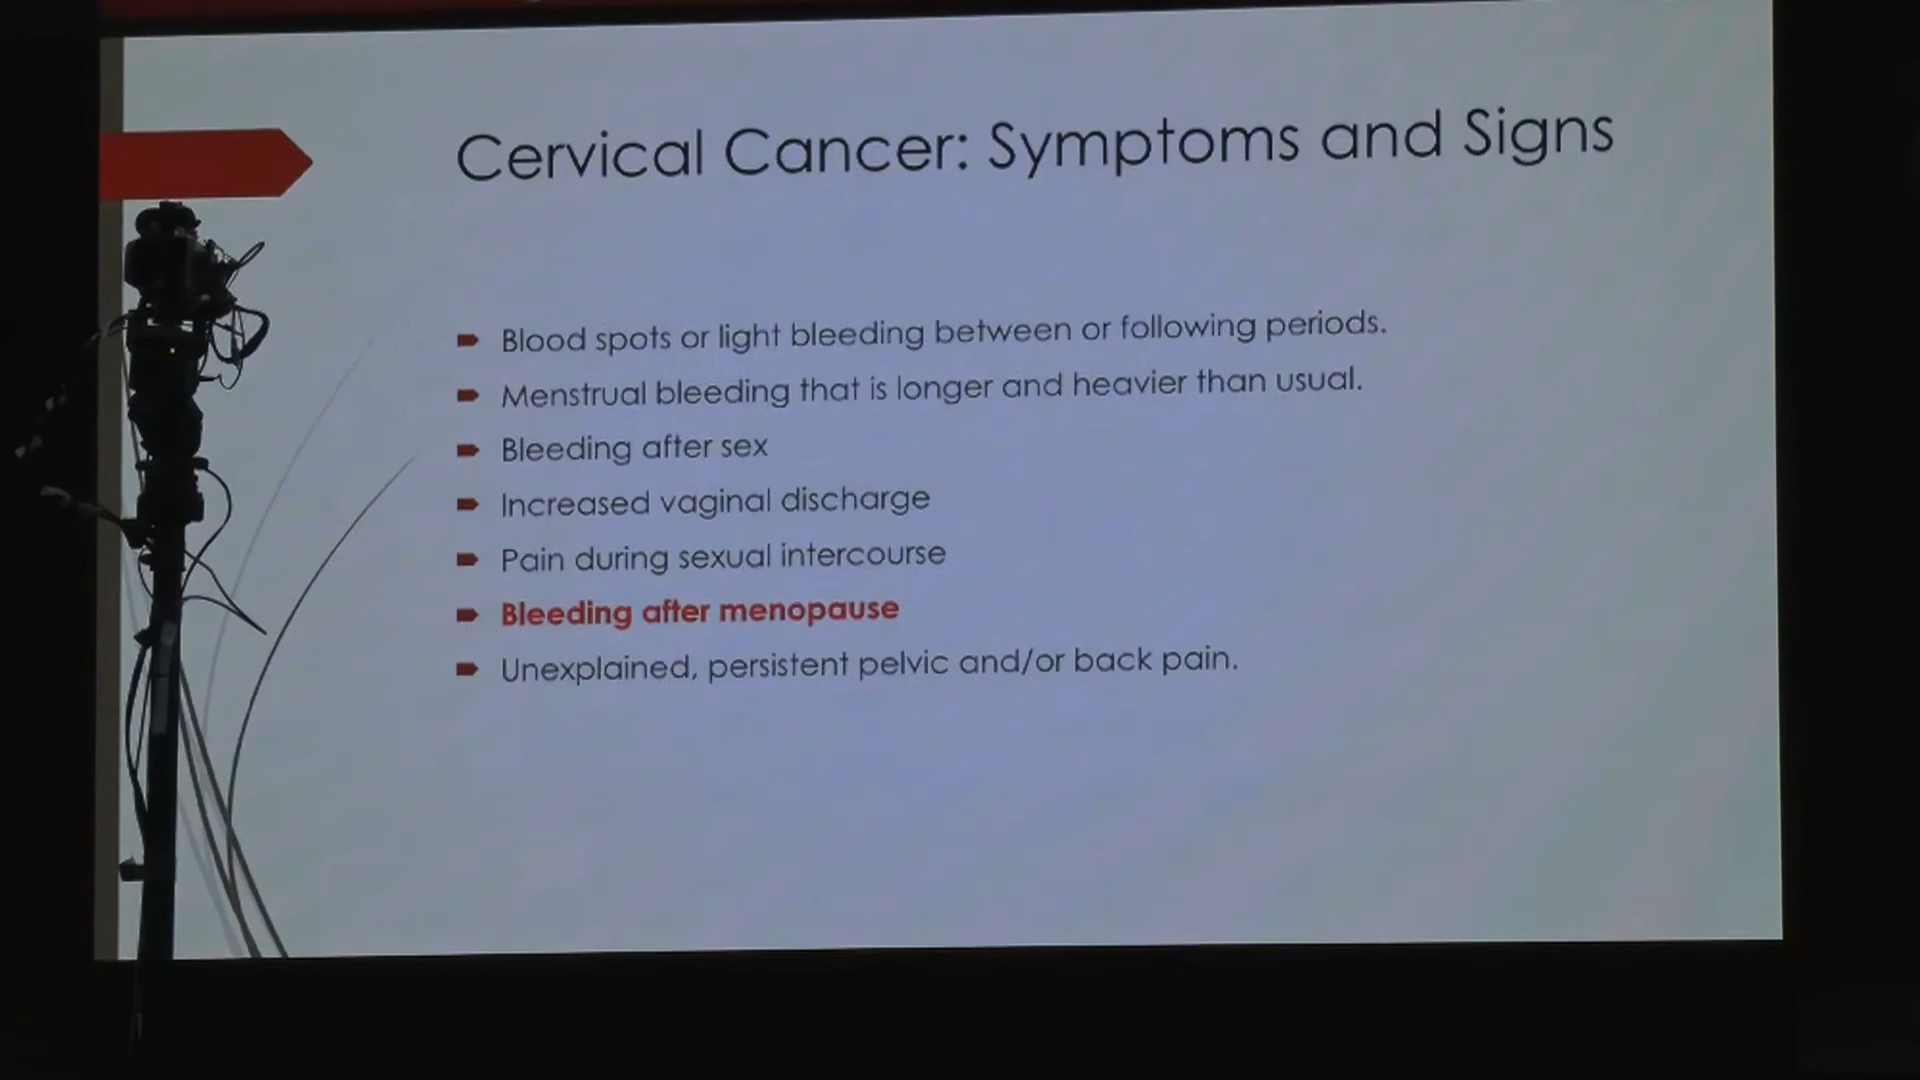 Cervical Cancer: Symptoms and Signs
Blood spots or light bleeding between or following periods.
Menstrual bleeding that is longer and heavier than usual.
Bleeding after sex
Increased vaginal discharge
Pain during sexual intercourse
Bleeding after menopause
Unexplained, persistent pelvic and/or back pain.